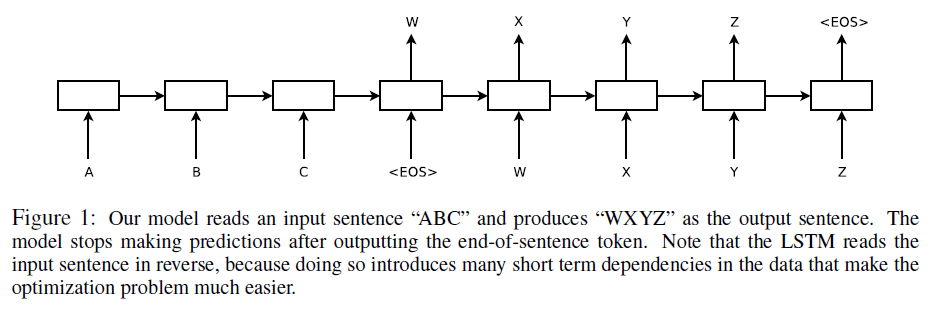 W X Y Z <EOS>
A B C <EOS> W X Y Z
Figure 1: Our model reads an input sentence “ABC” and produces “WXYZ” as the output sentence. The
model stops making predictions after outputting the end-of-sentence token. Note that the LSTM reads the
input sentence in reverse, because doing so introduces many short term dependencies in the data that make the
optimization problem much easier.